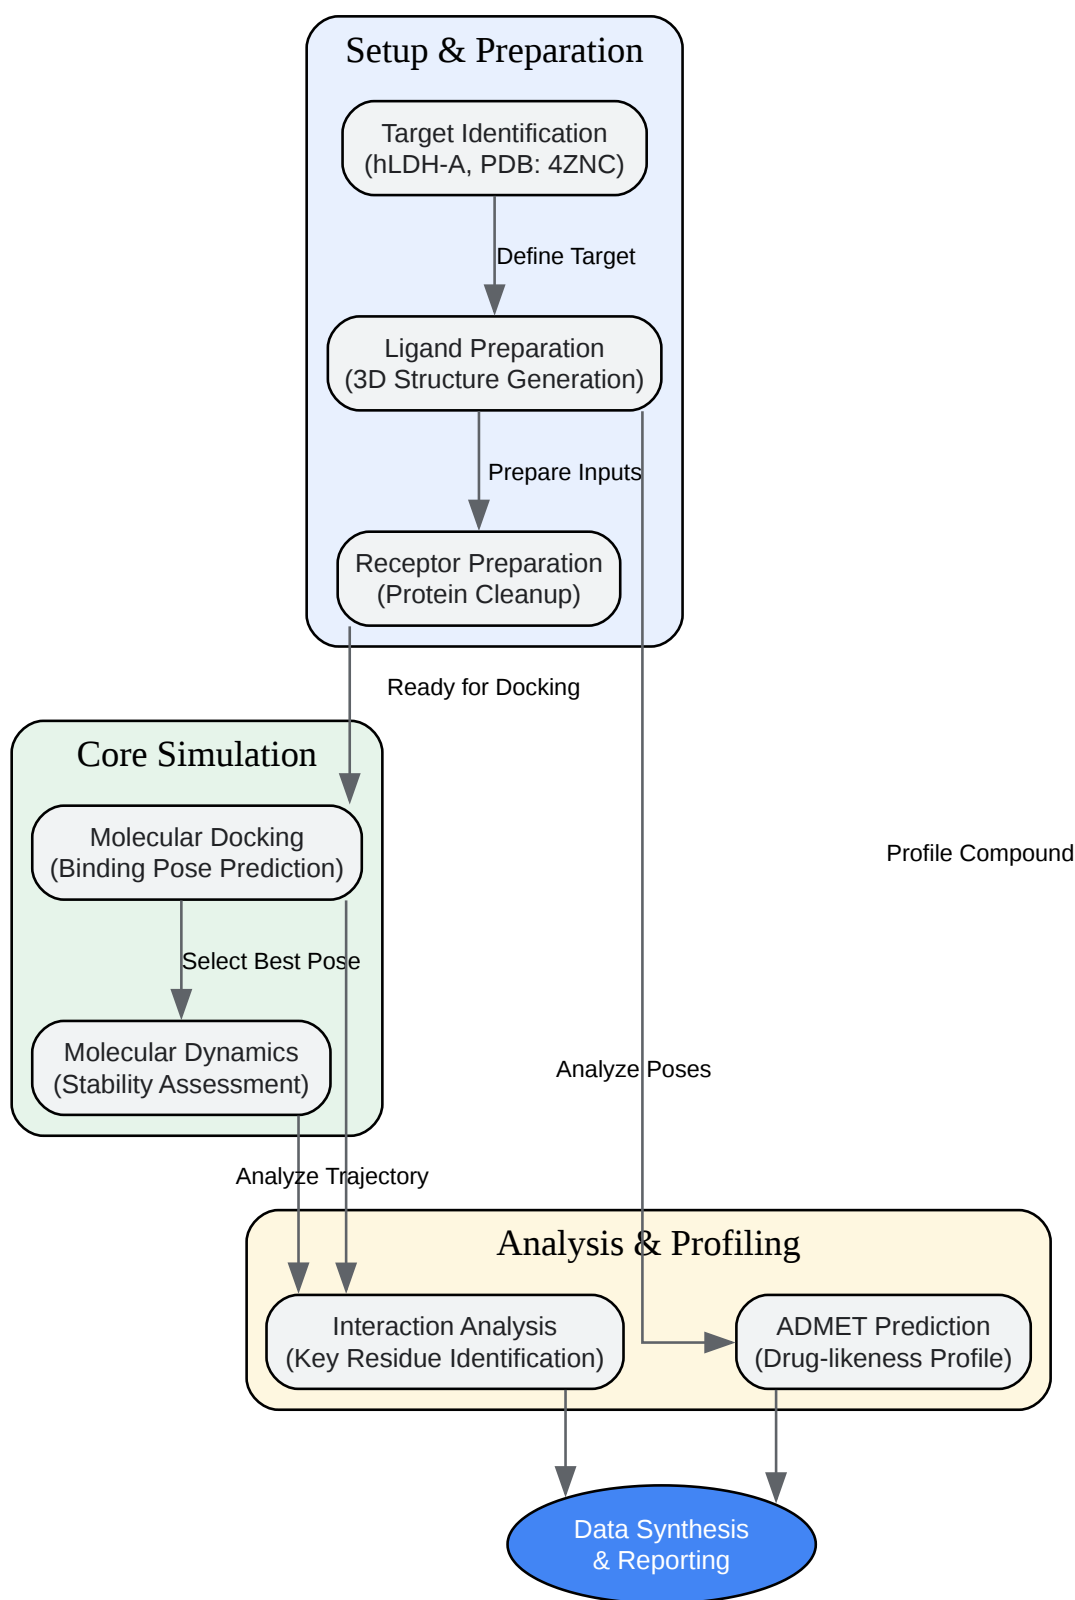 Setup & Preparation
Target Identification
(hLDH-A, PDB: 4ZNC)
Define Target
Ligand Preparation
(3D Structure Generation)
Prepare Inputs
Receptor Preparation
(Protein Cleanup)
Ready for Docking
Core Simulation
Molecular Docking
(Binding Pose Prediction)
Profile Compound
Select Best Pose
Molecular Dynamics
(Stability Assessment)
Analyze Poses
Analyze Trajectory
Analysis & Profiling
Interaction Analysis
(Key Residue Identification)
ADMET Prediction
(Drug-likeness Profile)
Data Synthesis
& Reporting